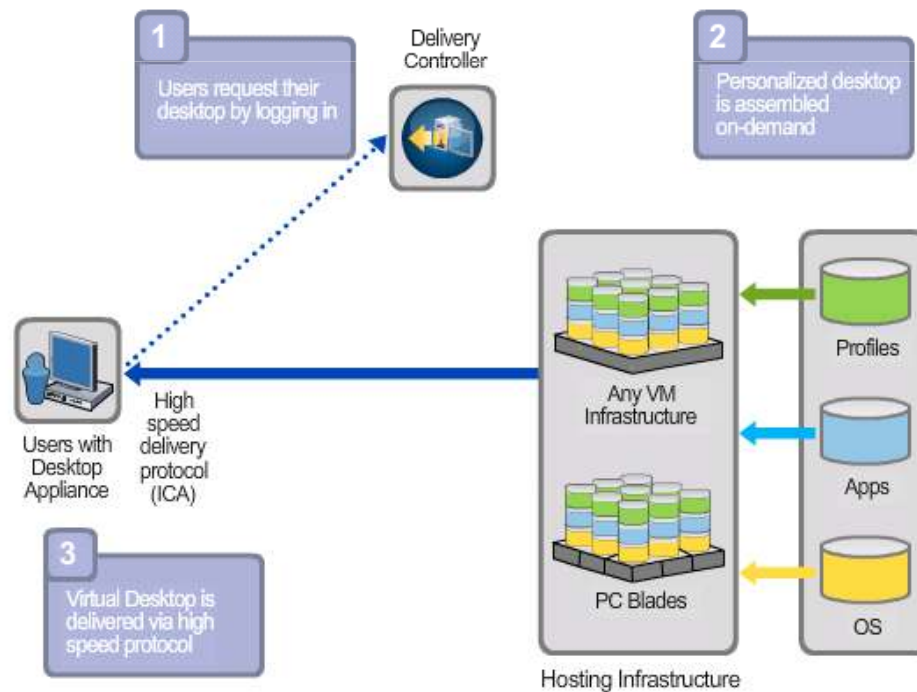 1
Users request their
desktop by logging in
Delivery
Controller
2
Personalized desktop
is assembled
on-demand
Users with
Desktop
Appliance
High
speed
delivery
protocol
(ICA)
Any VM
Infrastructure
PC Blades
Hosting Infrastructure
Profiles
Apps
OS
3
Virtual Desktop is
delivered via high
speed protocol